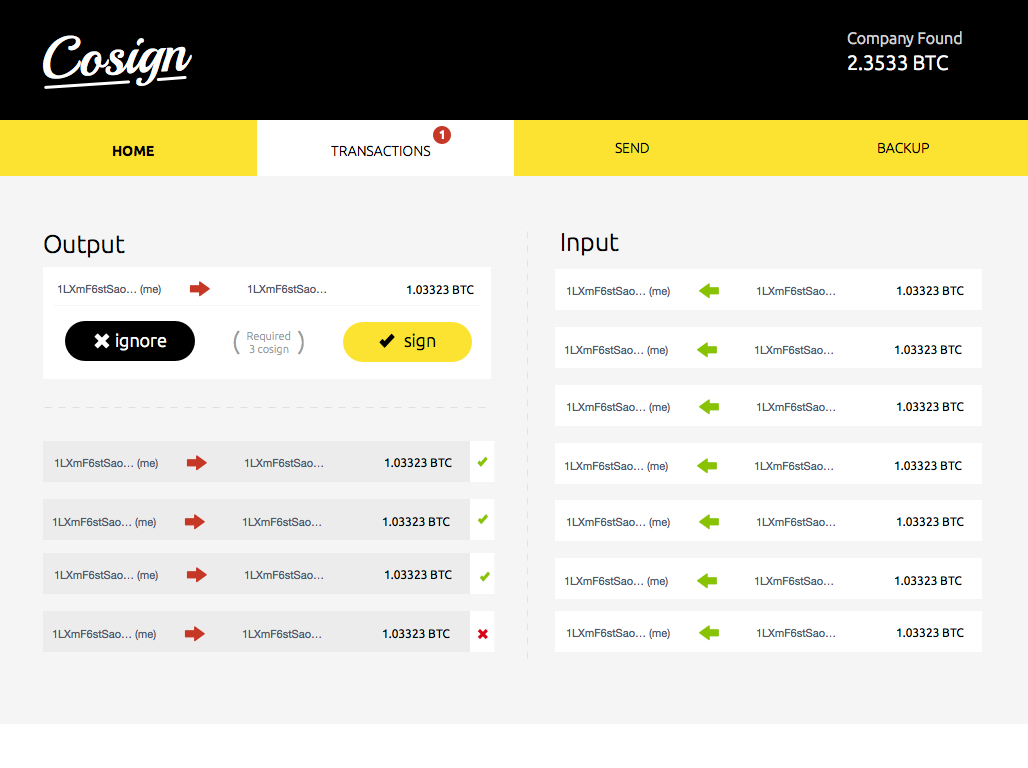 Cosign
Company Found
2.3533 BTC
HOME
TRANSACTIONS
1
SEND
BACKUP
Output
1LXmF6stSao... (me) 1LXmF6stSao... 1.03323 BTC
ignore
( Required
3 cosign )
sign
1LXmF6stSao... (me) 1LXmF6stSao... 1.03323 BTC
1LXmF6stSao... (me) 1LXmF6stSao... 1.03323 BTC
1LXmF6stSao... (me) 1LXmF6stSao... 1.03323 BTC
1LXmF6stSao... (me) 1LXmF6stSao... 1.03323 BTC
Input
1LXmF6stSao... (me) 1LXmF6stSao... 1.03323 BTC
1LXmF6stSao... (me) 1LXmF6stSao... 1.03323 BTC
1LXmF6stSao... (me) 1LXmF6stSao... 1.03323 BTC
1LXmF6stSao... (me) 1LXmF6stSao... 1.03323 BTC
1LXmF6stSao... (me) 1LXmF6stSao... 1.03323 BTC
1LXmF6stSao... (me) 1LXmF6stSao... 1.03323 BTC
1LXmF6stSao... (me) 1LXmF6stSao... 1.03323 BTC